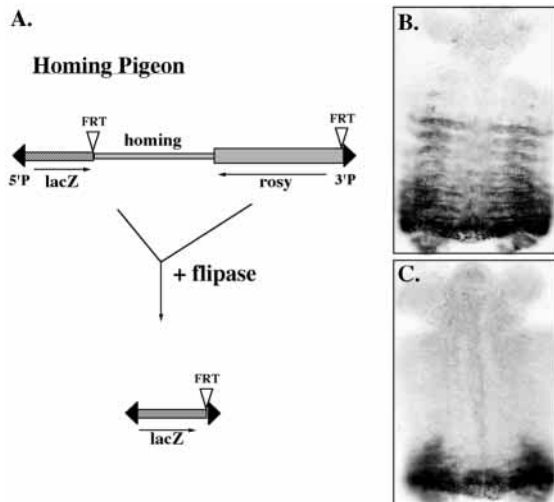 A.
Homing Pigeon
FRT
homing
FRT
5'P
lacZ
rosy
3'P
+ flipase
FRT
lacZ
B.
C.